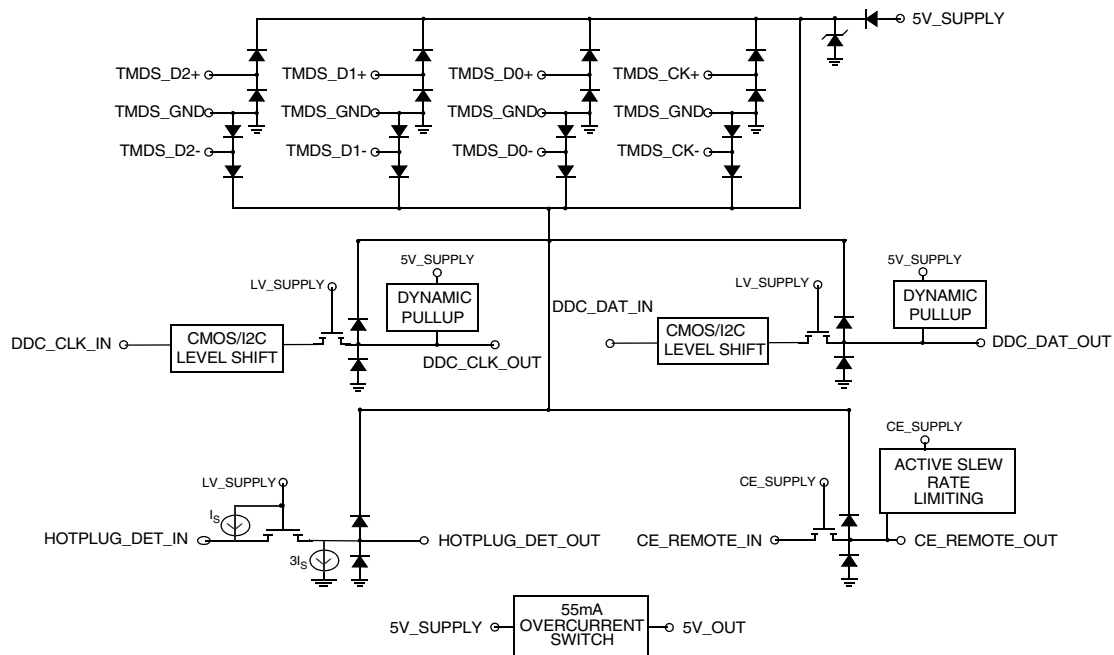 5V_SUPPLY
TMDS_D2+ TMDS_D1+ TMDS_D0+ TMDS_CK+
TMDS_GND TMDS_GND TMDS_GND TMDS_GND
TMDS_D2- TMDS_D1- TMDS_D0- TMDS_CK-
5V_SUPPLY 5V_SUPPLY
LV_SUPPLY LV_SUPPLY
DYNAMIC
PULLUP
DYNAMIC
PULLUP
DDC_DAT_IN
DDC_CLK_IN
CMOS/I2C
LEVEL SHIFT
DDC_CLK_OUT
CMOS/I2C
LEVEL SHIFT
DDC_DAT_OUT
CE_SUPPLY
ACTIVE SLEW
RATE
LIMITING
LV_SUPPLY CE_SUPPLY
IS
HOTPLUG_DET_IN HOTPLUG_DET_OUT CE_REMOTE_IN CE_REMOTE_OUT
3IS
5V_SUPPLY
55mA
OVERCURRENT
SWITCH
5V_OUT